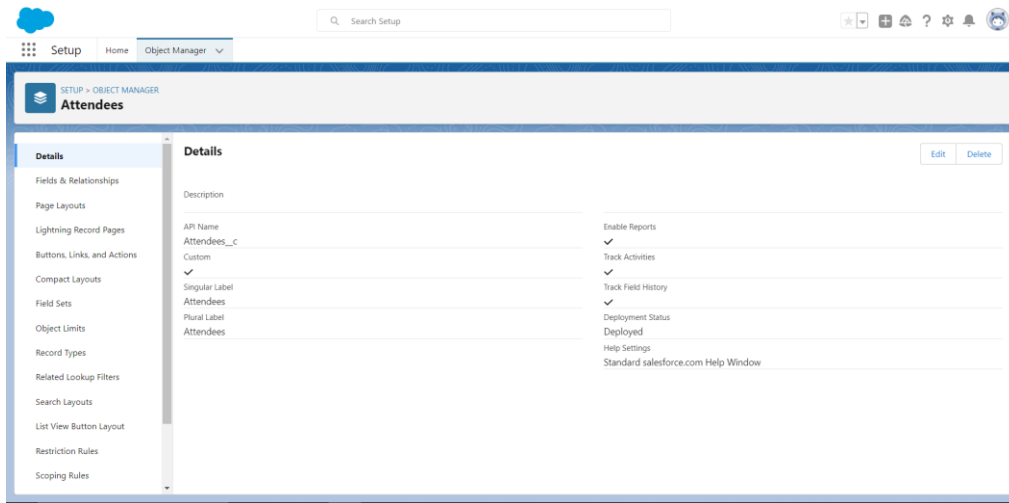 Search Setup
Setup
Home
Object Manager
SETUP > OBJECT MANAGER
Attendees
Details
Fields & Relationships
Page Layouts
Lightning Record Pages
Buttons, Links, and Actions
Compact Layouts
Field Sets
Object Limits
Record Types
Related Lookup Filters
Search Layouts
List View Button Layout
Restriction Rules
Scoping Rules
Details
Edit
Delete
Description
API Name
Attendees__c
Custom
Singular Label
Attendees
Plural Label
Attendees
Enable Reports
Track Activities
Track Field History
Deployment Status
Deployed
Help Settings
Standard salesforce.com Help Window